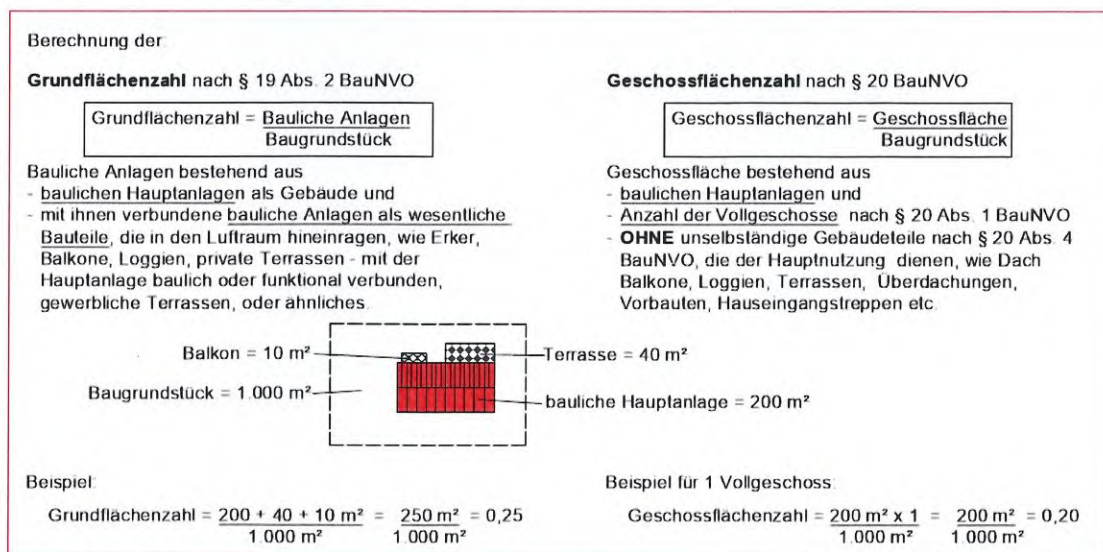 Berechnung der:
Grundflächenzahl nach § 19 Abs. 2 BauNVO
Grundflächenzahl = Bauliche Anlagen
Baugrundstück
Bauliche Anlagen bestehend aus
- baulichen Hauptanlagen als Gebäude und
- mit ihnen verbundene bauliche Anlagen als wesentliche
Bauteile, die in den Luftraum hineinragen, wie Erker,
Balkone, Loggien, private Terrassen - mit der
Hauptanlage baulich oder funktional verbunden,
gewerbliche Terrassen, oder ähnliches.
Geschossflächenzahl nach § 20 BauNVO
Geschossflächenzahl = Geschossfläche
Baugrundstück
Geschossfläche bestehend aus
- baulichen Hauptanlagen und
- Anzahl der Vollgeschosse nach § 20 Abs. 1 BauNVO
- OHNE unselbständige Gebäudeteile nach § 20 Abs. 4
BauNVO, die der Hauptnutzung dienen, wie Dach
Balkone, Loggien, Terrassen, Überdachungen,
Vorbauten, Hauseingangstreppen etc.
Balkon = 10 m²
Terrasse = 40 m²
Baugrundstück = 1.000 m²
bauliche Hauptanlage = 200 m²
Beispiel:
Grundflächenzahl = 200 + 40 + 10 m² = 250 m² = 0,25
1.000 m² 1.000 m²
Beispiel für 1 Vollgeschoss:
Geschossflächenzahl = 200 m² x 1 = 200 m² = 0,20
1.000 m² 1.000 m²